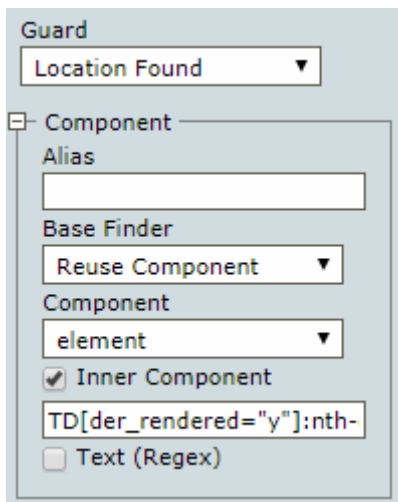 Guard
Location Found
Component
Alias
Base Finder
Reuse Component
Component
element
Inner Component
TD[der_rendered="y"]:nth-
Text (Regex)